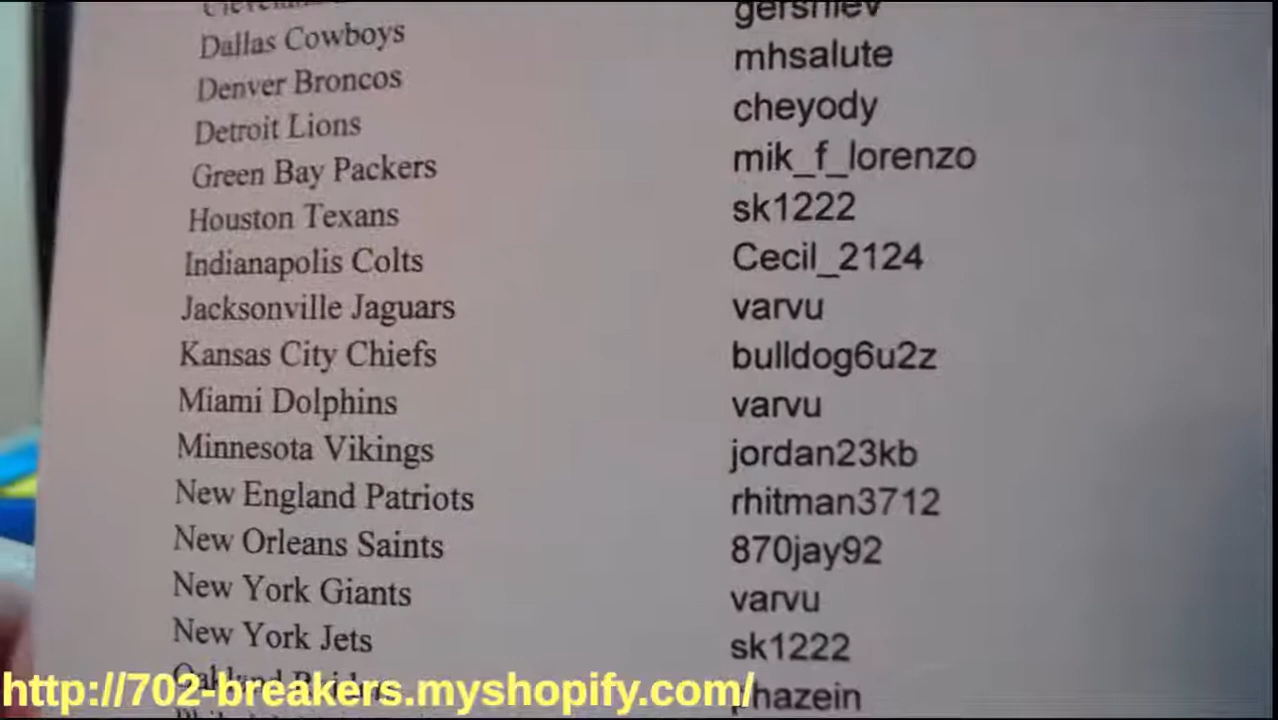 Dallas Cowboys
Denver Broncos mhsalute
Detroit Lions cheyody
Green Bay Packers mik_f_lorenzo
Houston Texans sk1222
Indianapolis Colts Cecil_2124
Jacksonville Jaguars varvu
Kansas City Chiefs bulldog6u2z
Miami Dolphins varvu
Minnesota Vikings jordan23kb
New England Patriots rhitman3712
New Orleans Saints 870jay92
New York Giants varvu
New York Jets sk1222
http://702-breakers.myshopify.com/